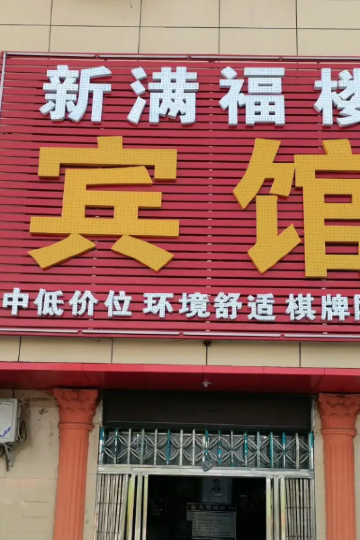 新满福楼
宾馆
中低价位 环境舒适 棋牌